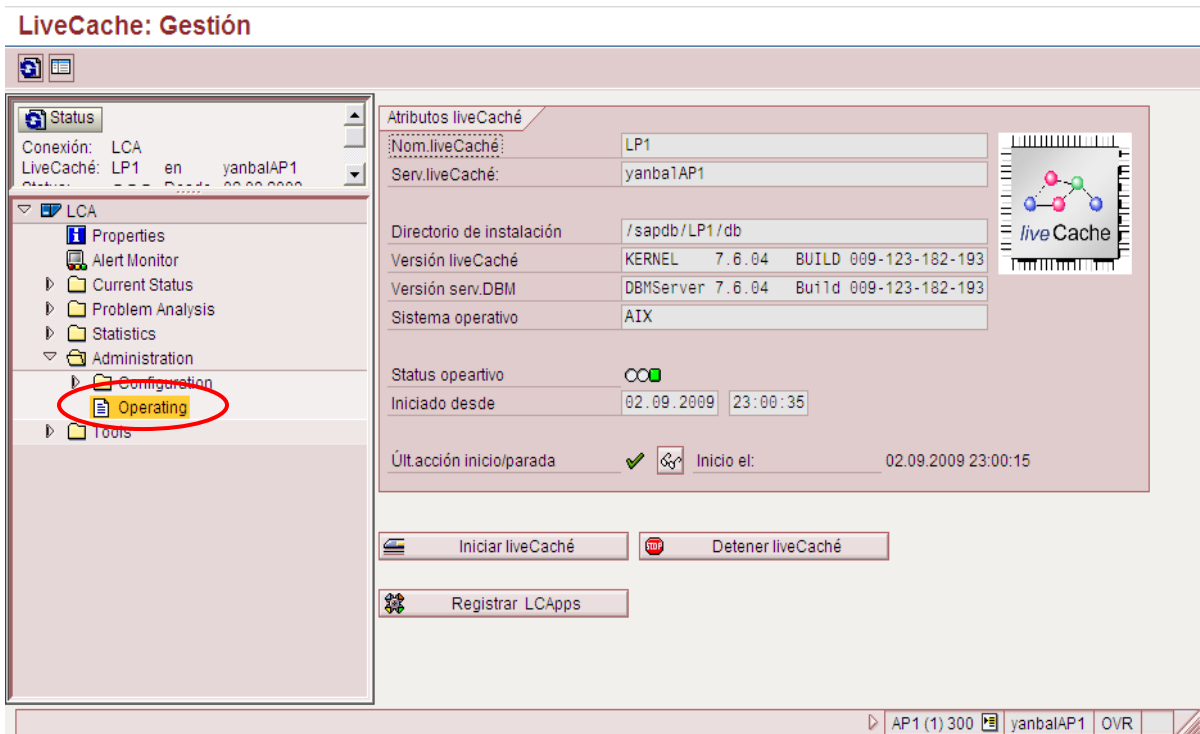 LiveCache: Gestión
Status
Conexión: LCA
LiveCaché: LP1 en yanbalAP1
LCA
Properties
Alert Monitor
Current Status
Problem Analysis
Statistics
Administration
Configuration
Operating
Tools
Atributos liveCaché
Nom.liveCaché LP1
Serv.liveCaché: yanbalAP1
Directorio de instalación /sapdb/LP1/db
Versión liveCaché KERNEL 7.6.04 BUILD 009-123-182-193
Versión serv.DBM DBMServer 7.6.04 Build 009-123-182-193
Sistema operativo AIX
Status opeartivo
Iniciado desde 02.09.2009 23:00:35
Últ.acción inicio/parada Inicio el: 02.09.2009 23:00:15
live Cache
Iniciar liveCaché
STOP Detener liveCaché
Registrar LCApps
AP1 (1) 300 yanbalAP1 OVR